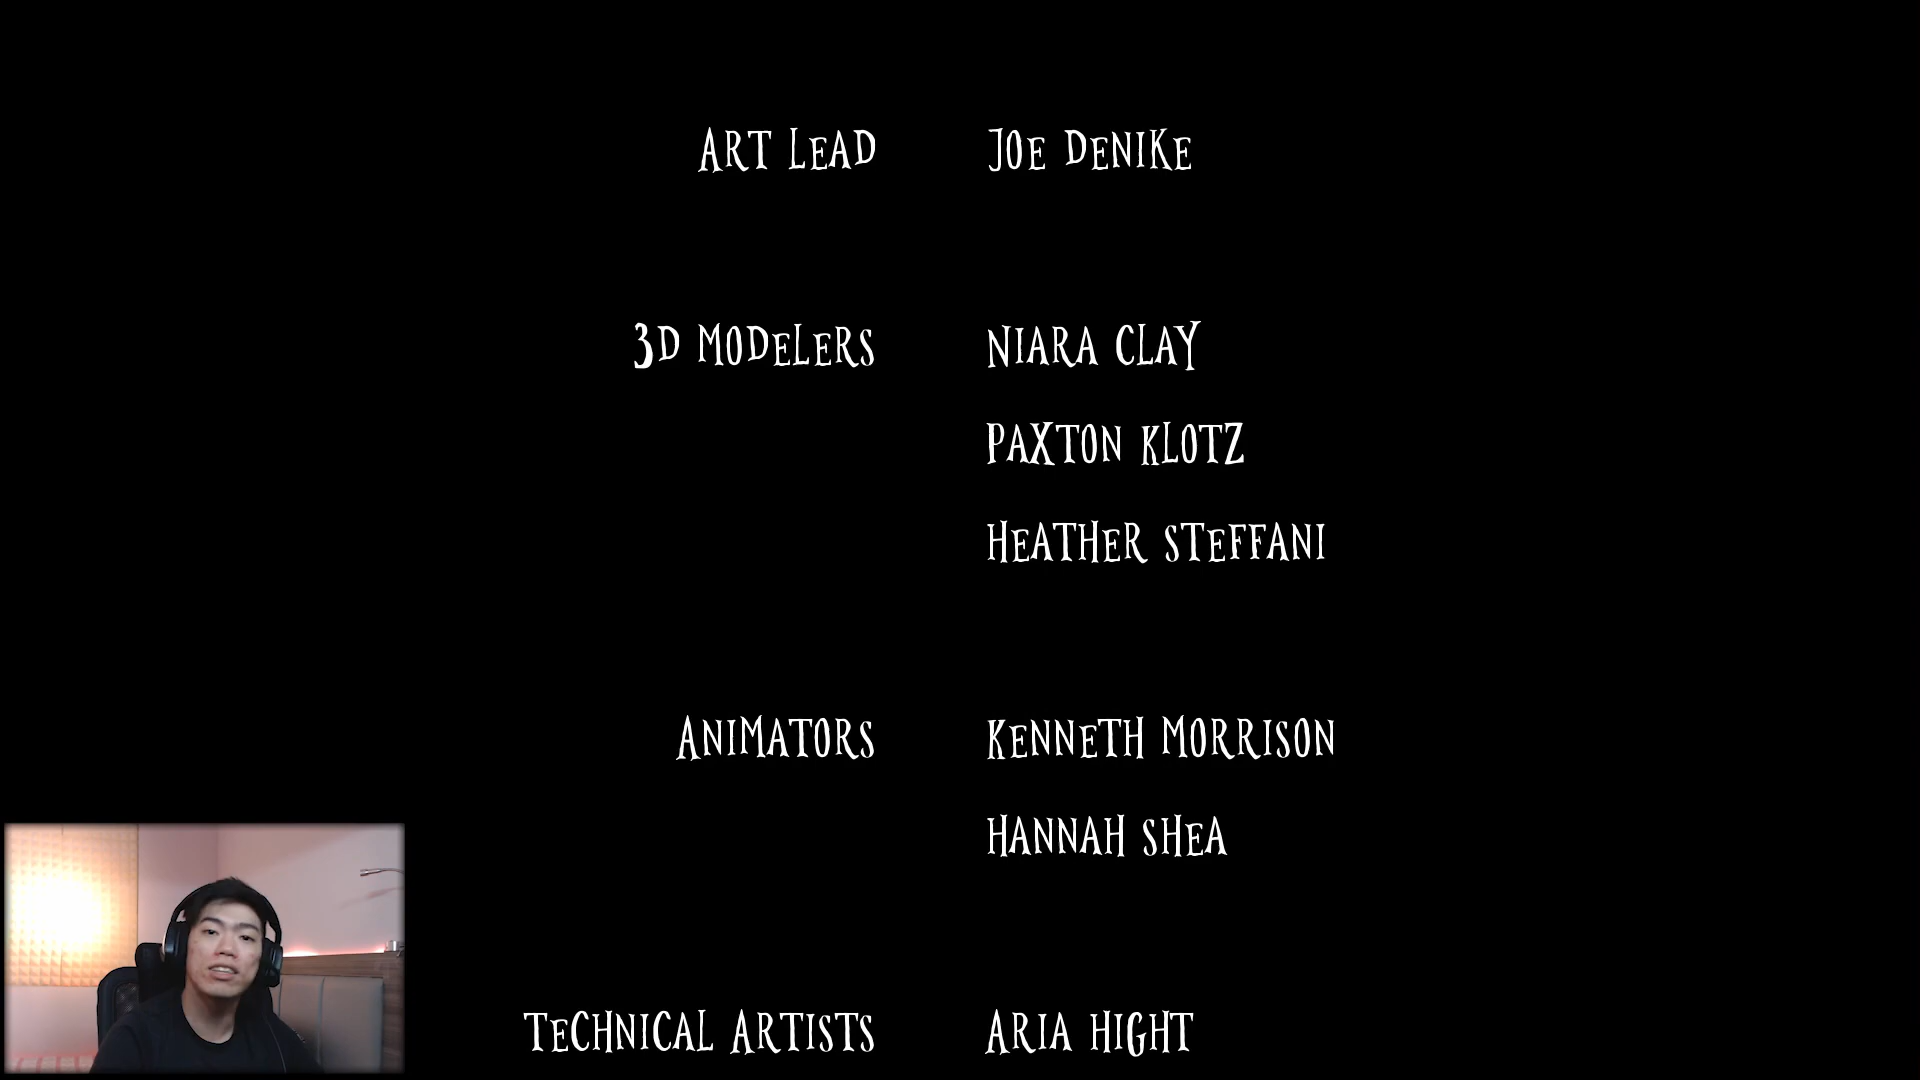 ART LEAD JOE DENIKE
3D MODELERS NIARA CLAY
PAXTON KLOTZ
HEATHER STEFFANI
ANIMATORS KENNETH MORRISON
HANNAH SHEA
TECHNICAL ARTISTS ARIA HIGHT